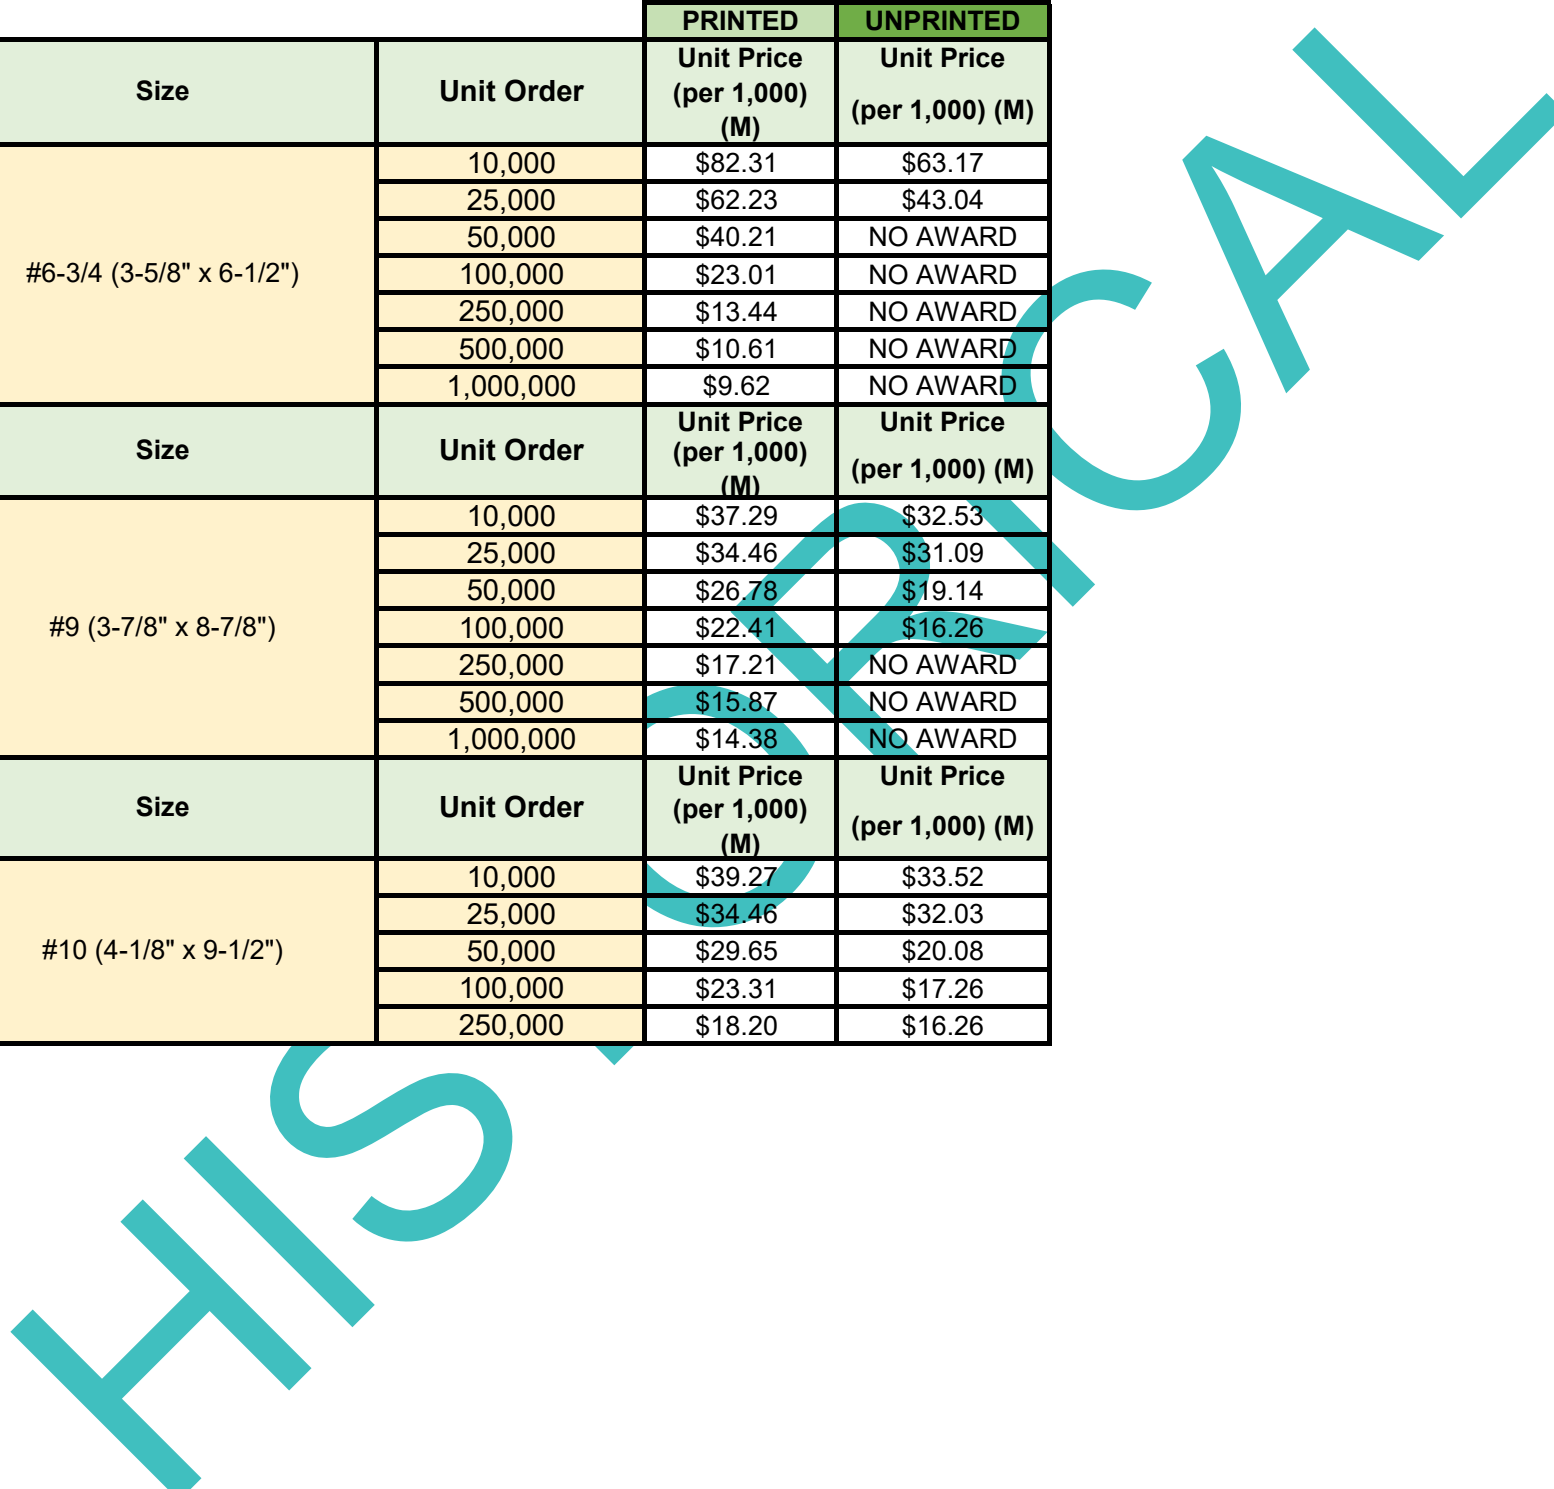 PRINTED UNPRINTED
Size Unit Order Unit Price (per 1,000) (M) Unit Price (per 1,000) (M)
#6-3/4 (3-5/8" x 6-1/2")
10,000 $82.31 $63.17
25,000 $62.23 $43.04
50,000 $40.21 NO AWARD
100,000 $23.01 NO AWARD
250,000 $13.44 NO AWARD
500,000 $10.61 NO AWARD
1,000,000 $9.62 NO AWARD
Size Unit Order Unit Price (per 1,000) (M) Unit Price (per 1,000) (M)
#9 (3-7/8" x 8-7/8")
10,000 $37.29 $32.53
25,000 $34.46 $31.09
50,000 $26.78 $19.14
100,000 $22.41 $16.26
250,000 $17.21 NO AWARD
500,000 $15.87 NO AWARD
1,000,000 $14.38 NO AWARD
Size Unit Order Unit Price (per 1,000) (M) Unit Price (per 1,000) (M)
#10 (4-1/8" x 9-1/2")
10,000 $39.27 $33.52
25,000 $34.46 $32.03
50,000 $29.65 $20.08
100,000 $23.31 $17.26
250,000 $18.20 $16.26
HISTORICAL